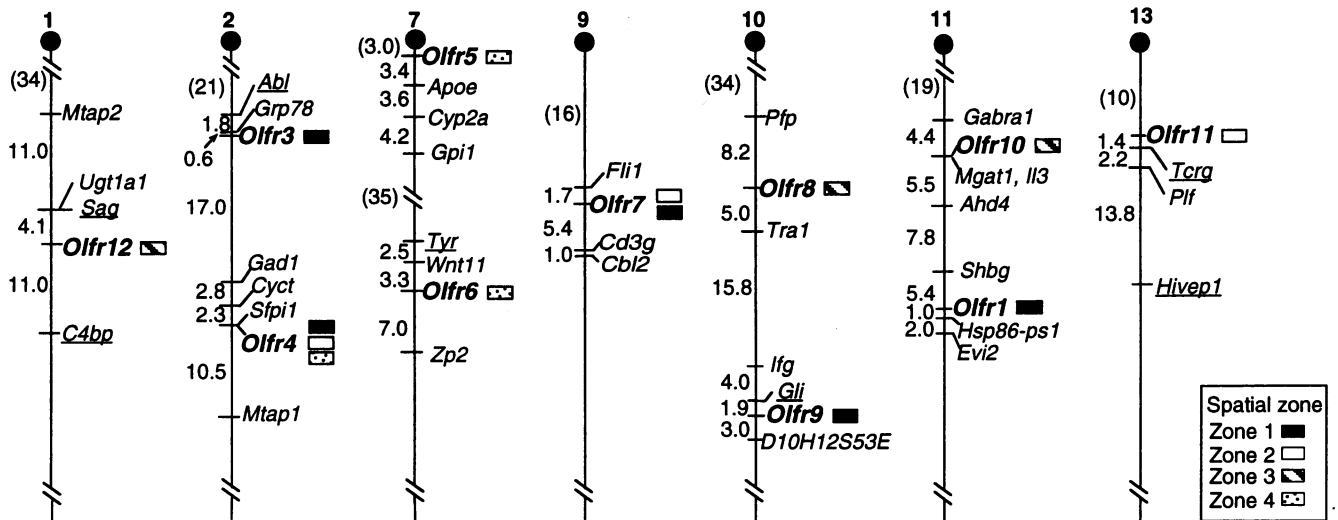 1
(34)
Mtap2
11.0
Ugt1a1
Sag
4.1
Olfr12
11.0
C4bp
2
(21)
Abl
Grp78
1.8
Olfr3
0.6
17.0
Gad1
2.8
Cyct
2.3
Sfpi1
Olfr4
10.5
Mtap1
7
(3.0)
Olfr5
3.4
Apoe
3.6
Cyp2a
4.2
Gpi1
(35)
Tyr
2.5
Wnt11
3.3
Olfr6
7.0
Zp2
9
(16)
Fli1
1.7
Olfr7
5.4
Cd3g
1.0
Cbl2
10
(34)
Pfp
8.2
Olfr8
5.0
Tra1
15.8
Ifg
4.0
Gli
1.9
Olfr9
3.0
D10H12S53E
11
(19)
Gabra1
4.4
Olfr10
Mgat1, Il3
5.5
Ahd4
7.8
Shbg
5.4
Olfr1
1.0
Hsp86-ps1
2.0
Evi2
13
(10)
Olfr11
1.4
Tcrg
2.2
Plf
13.8
Hivep1
Spatial zone
Zone 1
Zone 2
Zone 3
Zone 4